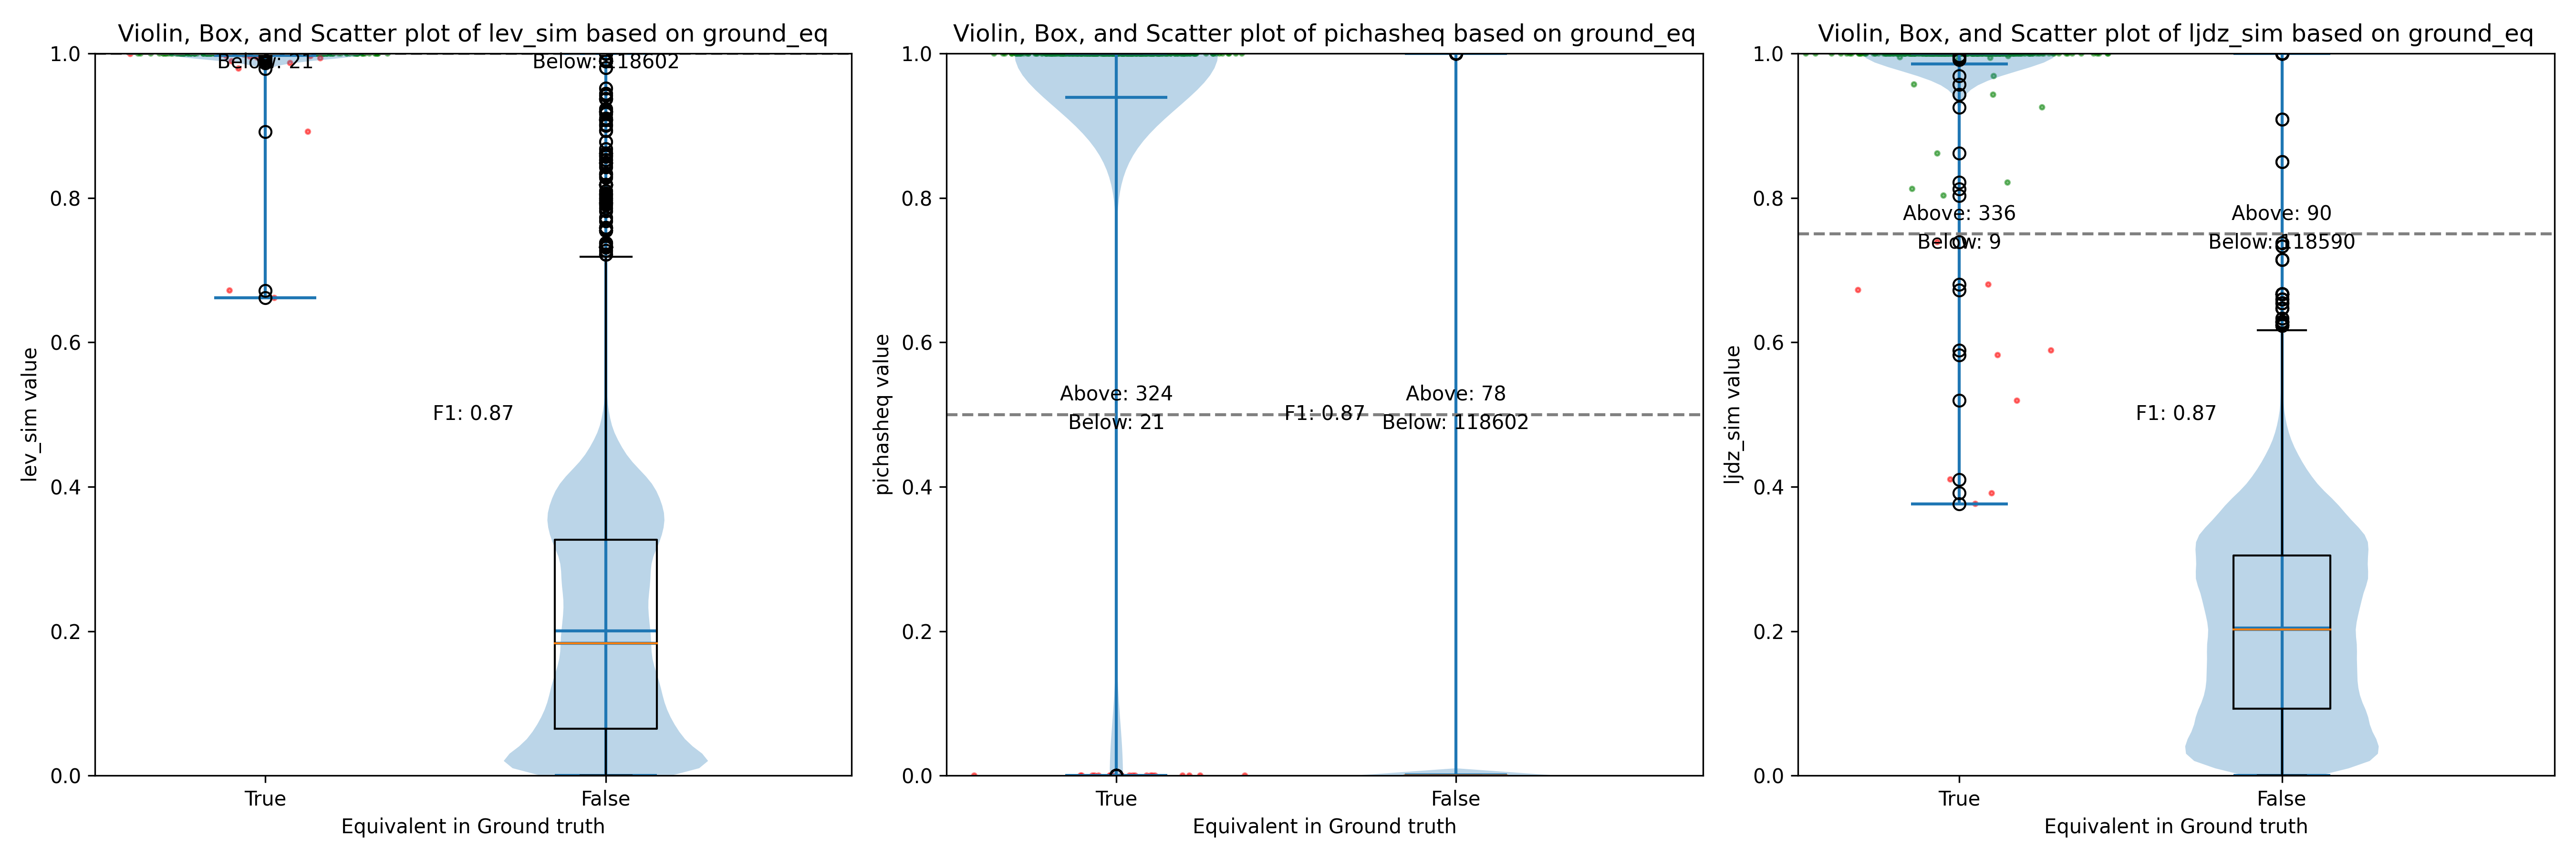 Violin, Box, and Scatter plot of lev_sim based on ground_eq
1.0
0.8
0.6
0.4
0.2
0.0
lev_sim value
Below: 21
Below: 118602
F1: 0.87
True
False
Equivalent in Ground truth
Violin, Box, and Scatter plot of pichasheq based on ground_eq
1.0
0.8
0.6
0.4
0.2
0.0
pichasheq value
Above: 324
Above: 78
F1: 0.87
Below: 21
Below: 118602
True
False
Equivalent in Ground truth
Violin, Box, and Scatter plot of ljdz_sim based on ground_eq
1.0
0.8
0.6
0.4
0.2
0.0
ljdz_sim value
Above: 336
Above: 90
Below: 9
Below: 118590
F1: 0.87
True
False
Equivalent in Ground truth